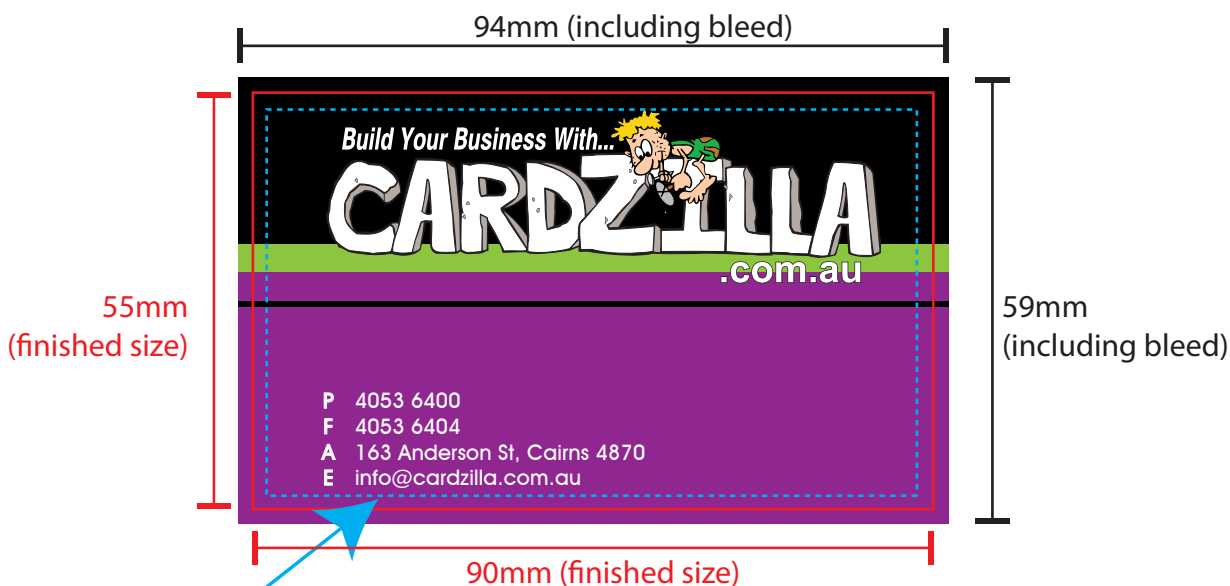 94mm (including bleed)
Build Your Business With...
CARDZILLA
.com.au
55mm
(finished size)
59mm
(including bleed)
P 4053 6400
F 4053 6404
A 163 Anderson St, Cairns 4870
E info@cardzilla.com.au
90mm (finished size)